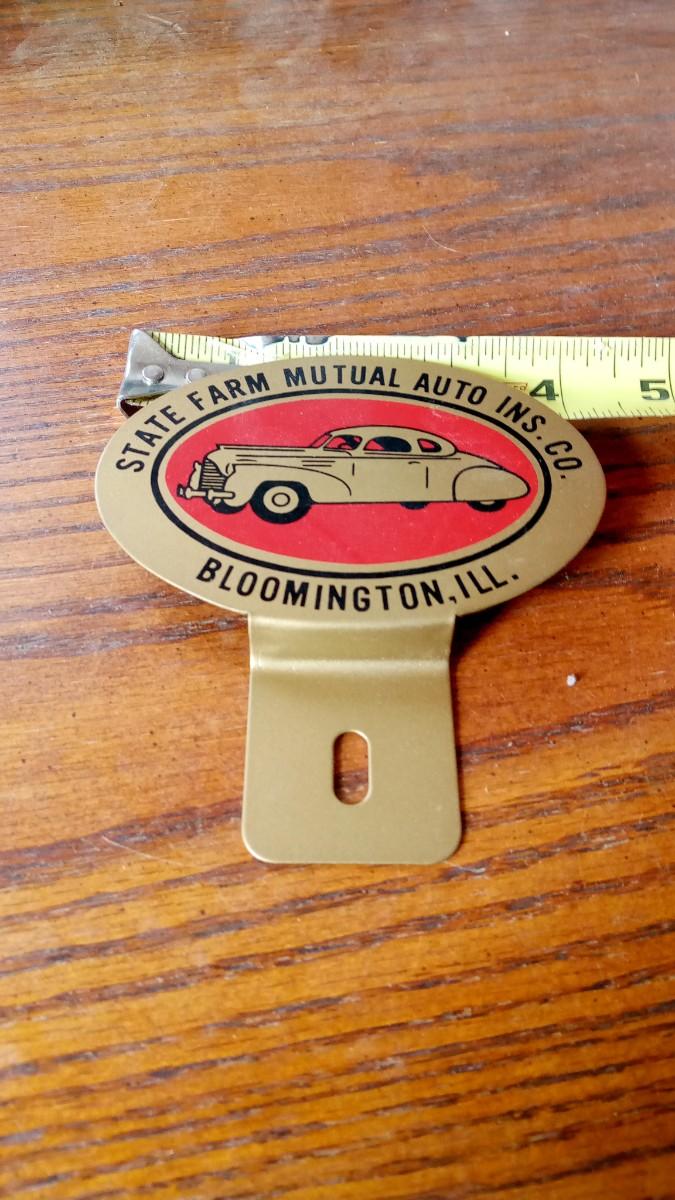 STATE FARM MUTUAL AUTO INS. CO.
BLOOMINGTON, ILL.
4
5